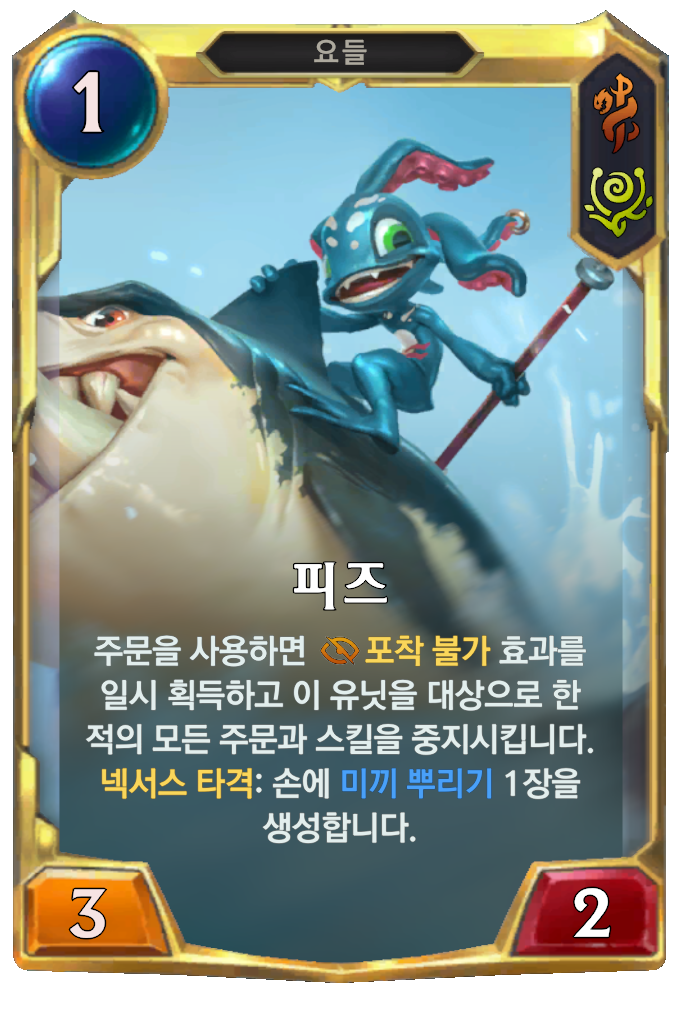 요들
1
피즈
주문을 사용하면 포착 불가 효과를
일시 획득하고 이 유닛을 대상으로 한
적의 모든 주문과 스킬을 중지시킵니다.
넥서스 타격: 손에 미끼 뿌리기 1장을
생성합니다.
3
2